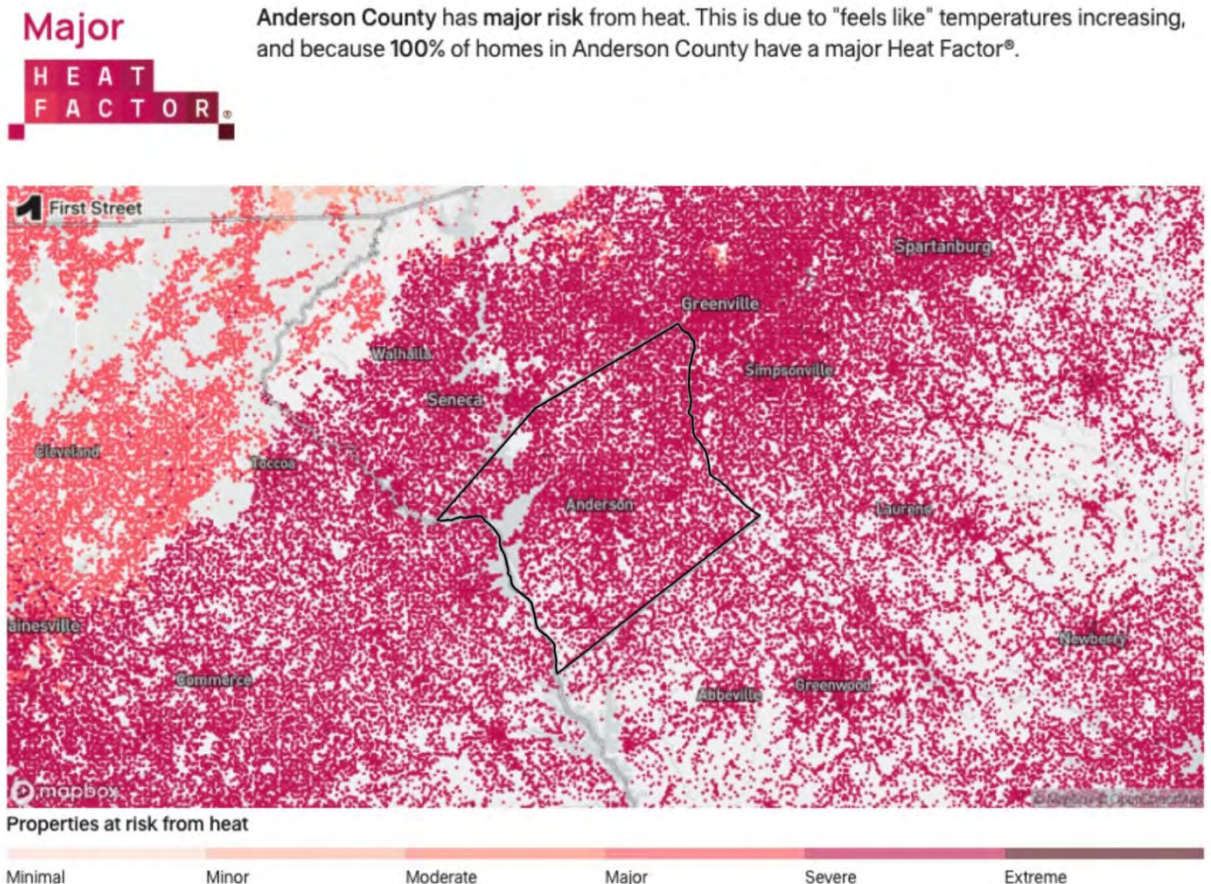 Major
HEAT
FACTOR®
Anderson County has major risk from heat. This is due to "feels like" temperatures increasing,
and because 100% of homes in Anderson County have a major Heat Factor®.
First Street
Spartanburg
Greenville
Walhalla
Simpsonville
Seneca
Cleveland
Toccoa
Anderson
Laurens
ainesville
Newberry
Commerce
Abbeville
Greenwood
mapbox
Properties at risk from heat
Minimal Minor Moderate Major Severe Extreme